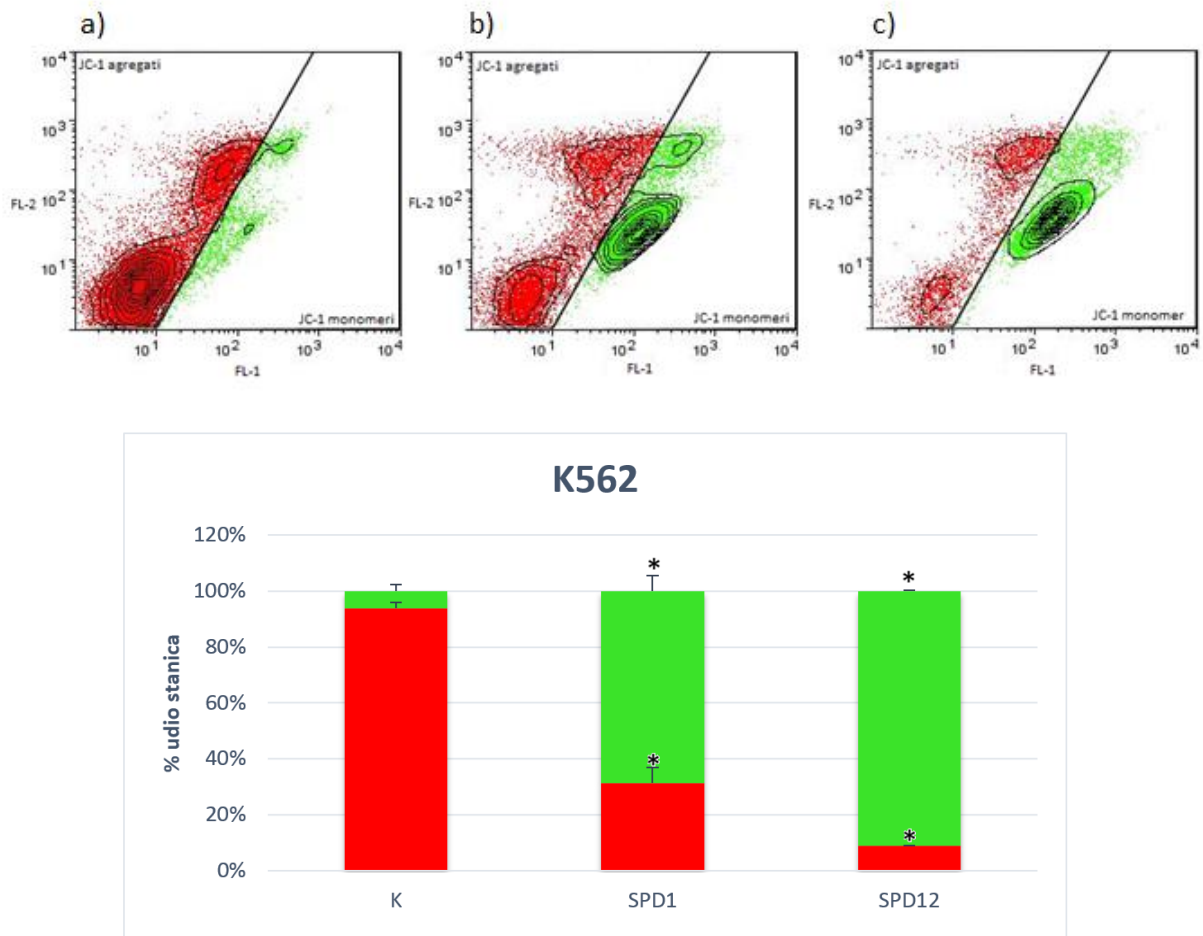 a)
b)
c)
10⁴
JC-1 agregati
10³
FL-2 10²
10¹
JC-1 monomeri
10¹ 10² 10³ 10⁴
FL-1
10⁴
JC-1 agregati
10³
FL-2 10²
10¹
JC-1 monomeri
10¹ 10² 10³ 10⁴
FL-1
10⁴
JC-1 agregati
10³
FL-2 10²
10¹
JC-1 monomer
10¹ 10² 10³ 10⁴
FL-1
K562
% udio stanica
120%
100%
80%
60%
40%
20%
0%
* *
* *
K SPD1 SPD12